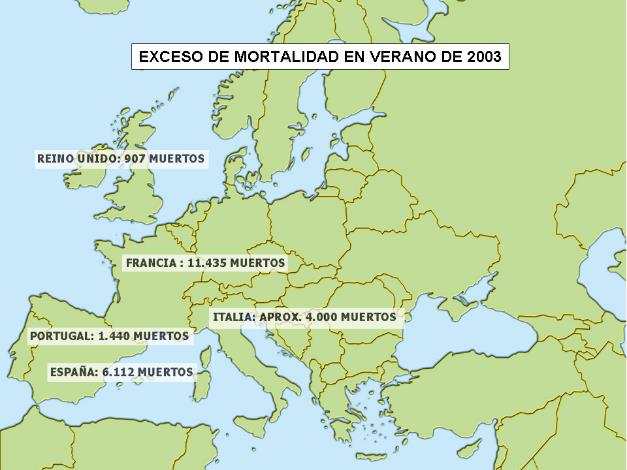 EXCESO DE MORTALIDAD EN VERANO DE 2003
REINO UNIDO: 907 MUERTOS
FRANCIA : 11.435 MUERTOS
ITALIA: APROX. 4.000 MUERTOS
PORTUGAL: 1.440 MUERTOS
ESPAÑA: 6.112 MUERTOS